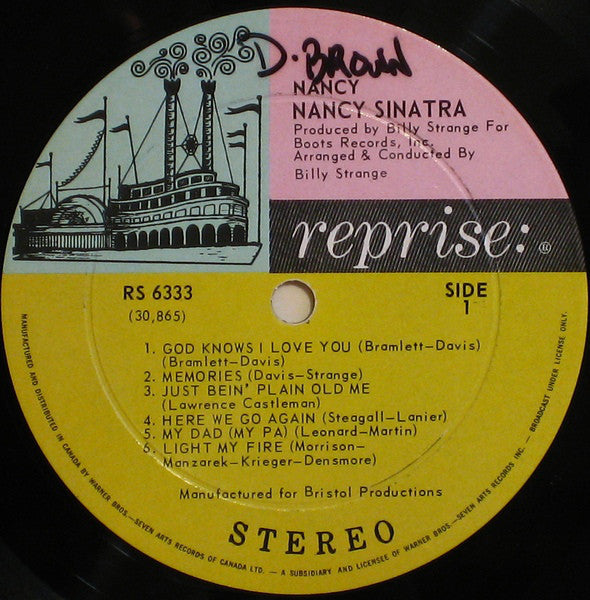 D. BROWN
NANCY
NANCY SINATRA
Produced by Billy Strange For
Boots Records, Inc.
Arranged & Conducted By
Billy Strange
reprise: ®
RS 6333
(30,865)
SIDE
1
1. GOD KNOWS I LOVE YOU (Bramlett–Davis)
(Bramlett–Davis)
2. MEMORIES (Davis–Strange)
3. JUST BEIN' PLAIN OLD ME
(Lawrence Castleman)
4. HERE WE GO AGAIN (Steagall–Lanier)
5. MY DAD (MY PA) (Leonard–Martin)
6. LIGHT MY FIRE (Morrison–
Manzarek–Krieger–Densmore)
Manufactured for Bristol Productions
STEREO
MANUFACTURED AND DISTRIBUTED IN CANADA BY WARNER BROS.–SEVEN ARTS RECORDS OF CANADA LTD. – A SUBSIDIARY AND LICENSEE OF WARNER BROS.–SEVEN ARTS RECORDS INC. – BROADCAST UNDER LICENSE ONLY.